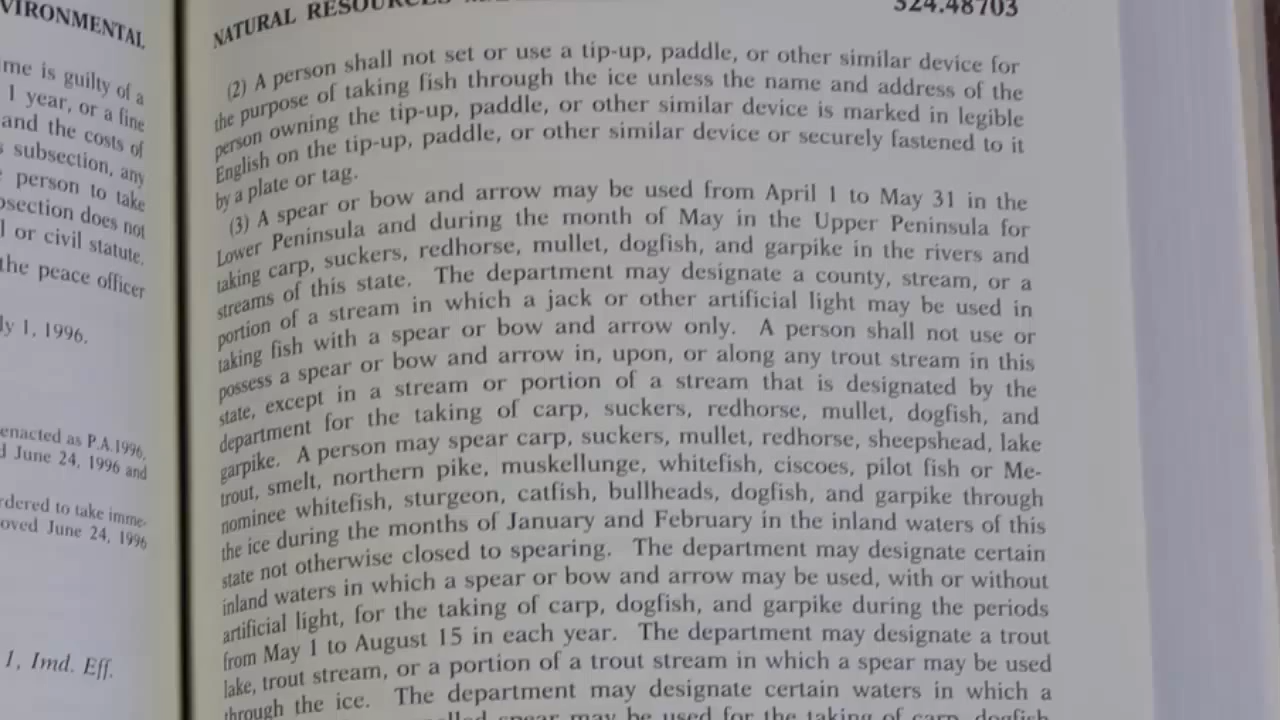 VIRONMENTAL
me is guilty of a
1 year, or a fine
and the costs of
subsection, any
person to take
section does not
l or civil statute.
the peace officer
ly 1, 1996.
enacted as P.A.1996,
June 24, 1996 and
rdered to take imme-
oved June 24, 1996
1, Imd. Eff.
NATURAL RESOURCES
324.48703
(2) A person shall not set or use a tip-up, paddle, or other similar device for
the purpose of taking fish through the ice unless the name and address of the
person owning the tip-up, paddle, or other similar device is marked in legible
English on the tip-up, paddle, or other similar device or securely fastened to it
by a plate or tag.
(3) A spear or bow and arrow may be used from April 1 to May 31 in the
Lower Peninsula and during the month of May in the Upper Peninsula for
taking carp, suckers, redhorse, mullet, dogfish, and garpike in the rivers and
streams of this state. The department may designate a county, stream, or a
portion of a stream in which a jack or other artificial light may be used in
taking fish with a spear or bow and arrow only. A person shall not use or
possess a spear or bow and arrow in, upon, or along any trout stream in this
state, except in a stream or portion of a stream that is designated by the
department for the taking of carp, suckers, redhorse, mullet, dogfish, and
garpike. A person may spear carp, suckers, mullet, redhorse, sheepshead, lake
trout, smelt, northern pike, muskellunge, whitefish, ciscoes, pilot fish or Me-
nominee whitefish, sturgeon, catfish, bullheads, dogfish, and garpike through
the ice during the months of January and February in the inland waters of this
state not otherwise closed to spearing. The department may designate certain
inland waters in which a spear or bow and arrow may be used, with or without
artificial light, for the taking of carp, dogfish, and garpike during the periods
from May 1 to August 15 in each year. The department may designate a trout
lake, trout stream, or a portion of a trout stream in which a spear may be used
through the ice. The department may designate certain waters in which a
spear may be used for the taking of carp, dogfish